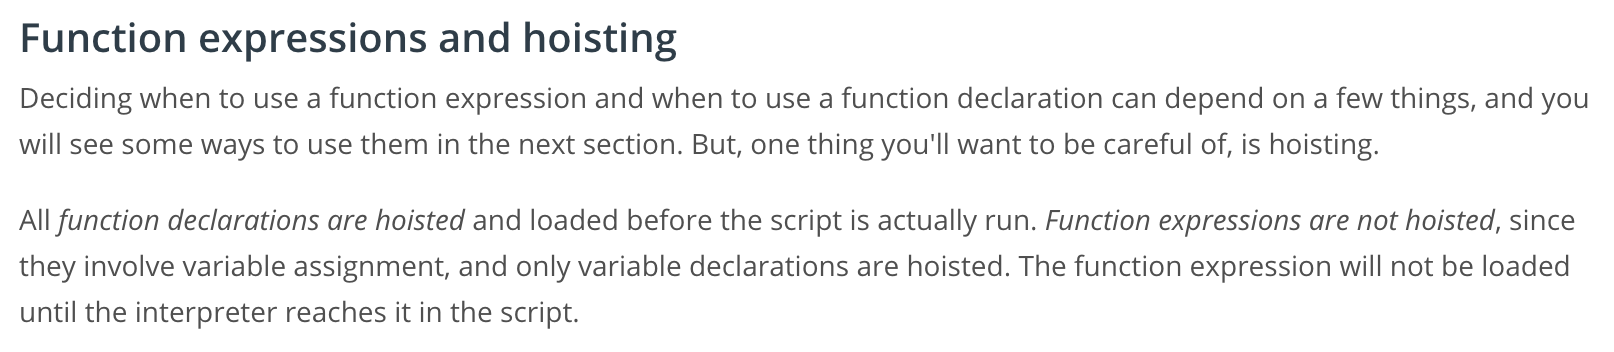 Function expressions and hoisting
Deciding when to use a function expression and when to use a function declaration can depend on a few things, and you
will see some ways to use them in the next section. But, one thing you'll want to be careful of, is hoisting.
All function declarations are hoisted and loaded before the script is actually run. Function expressions are not hoisted, since
they involve variable assignment, and only variable declarations are hoisted. The function expression will not be loaded
until the interpreter reaches it in the script.